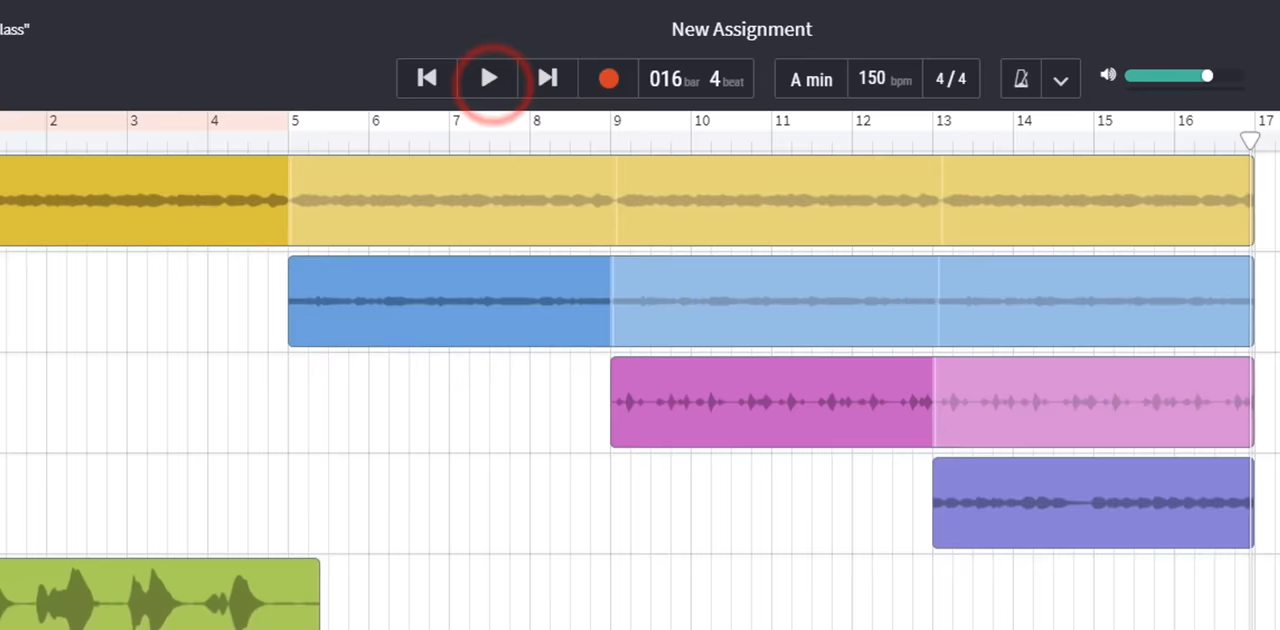 lass"
New Assignment
016 bar 4 beat
A min
150 bpm
4 / 4
2 3 4 5 6 7 8 9 10 11 12 13 14 15 16 17